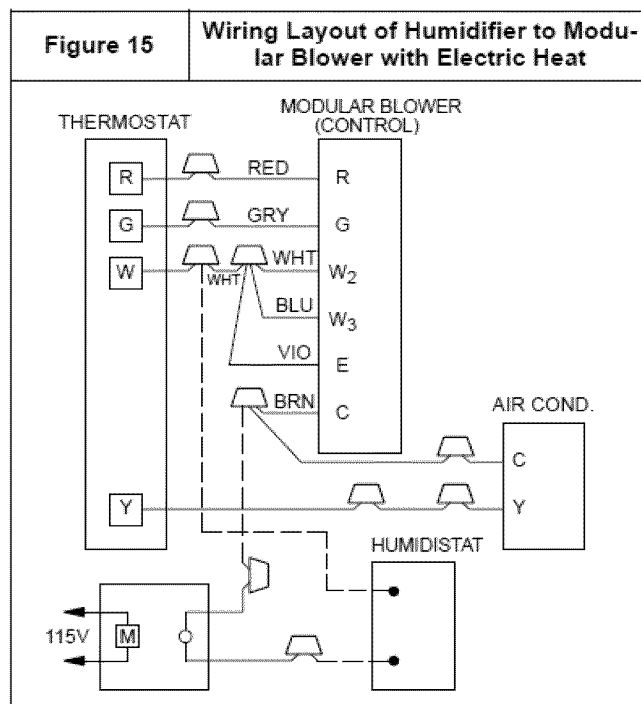 Figure 15
Wiring Layout of Humidifier to Modu-
lar Blower with Electric Heat
THERMOSTAT
MODULAR BLOWER
(CONTROL)
R
RED
R
G
GRY
G
W
WHT
WHT
W2
BLU
W3
VIO
E
BRN
C
AIR COND.
C
Y
Y
HUMIDISTAT
115V
M